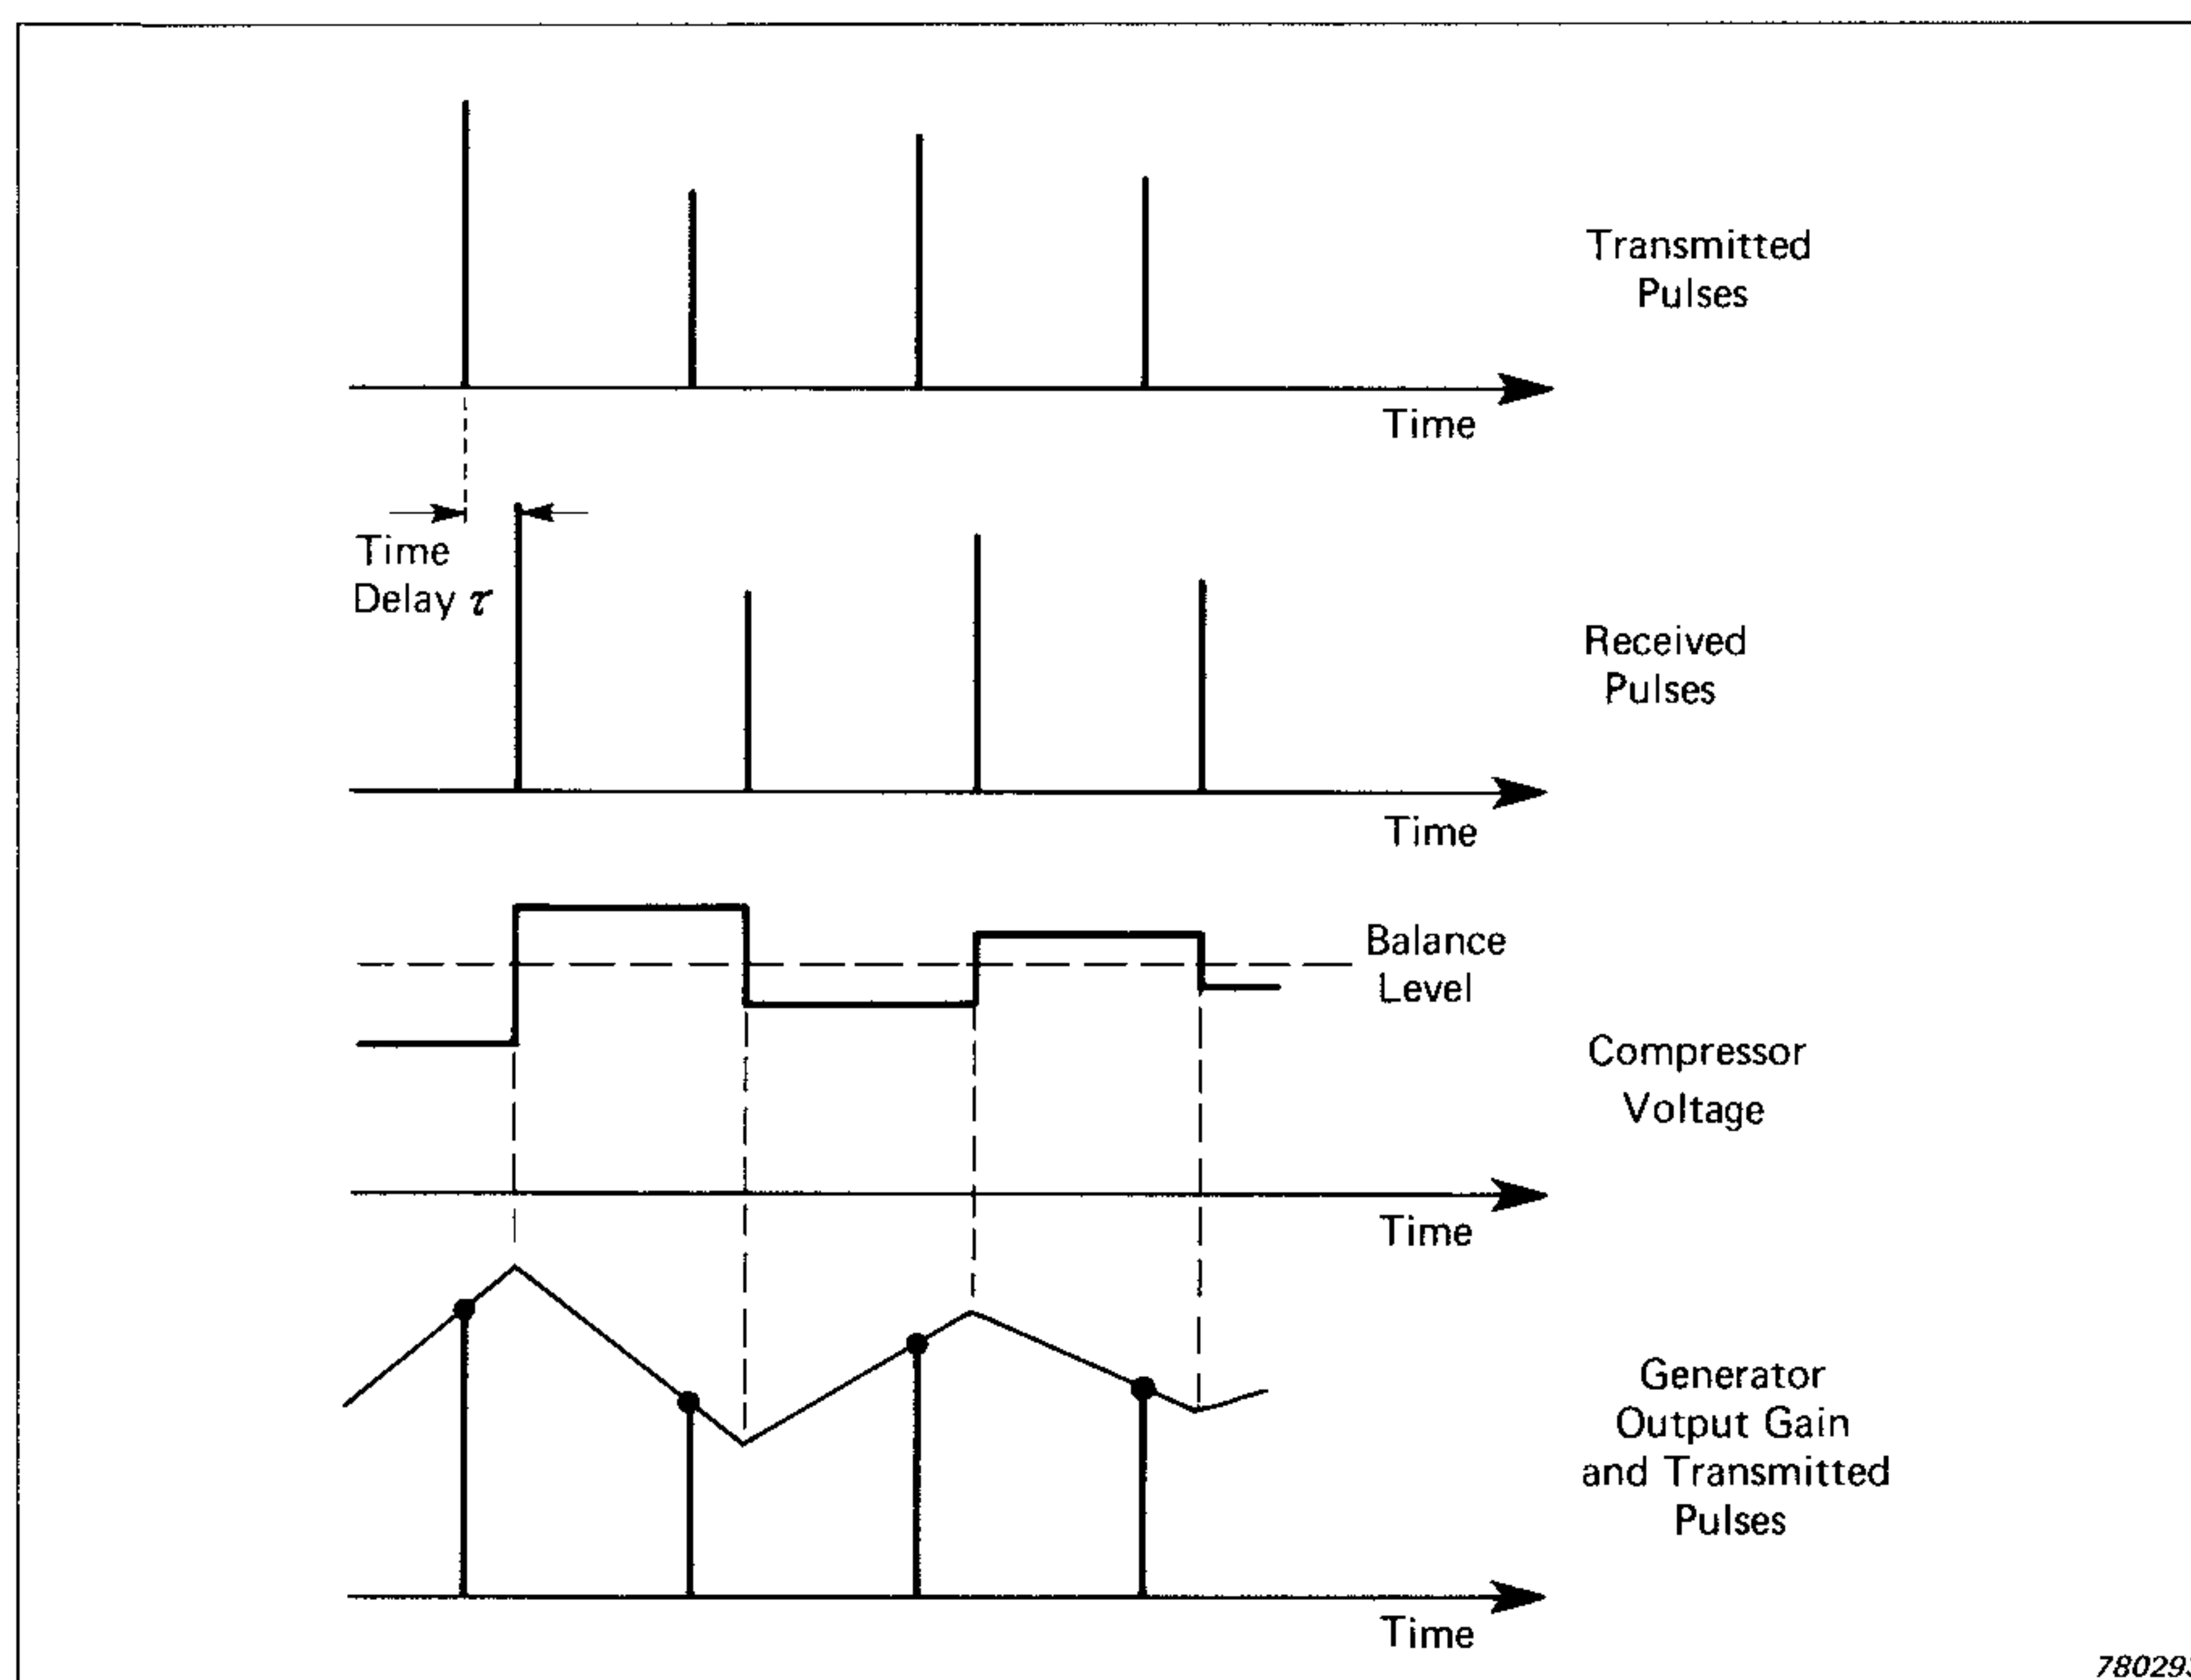 Transmitted
Pulses
Time
Time
Delay τ
Received
Pulses
Time
Balance
Level
Compressor
Voltage
Time
Generator
Output Gain
and Transmitted
Pulses
Time